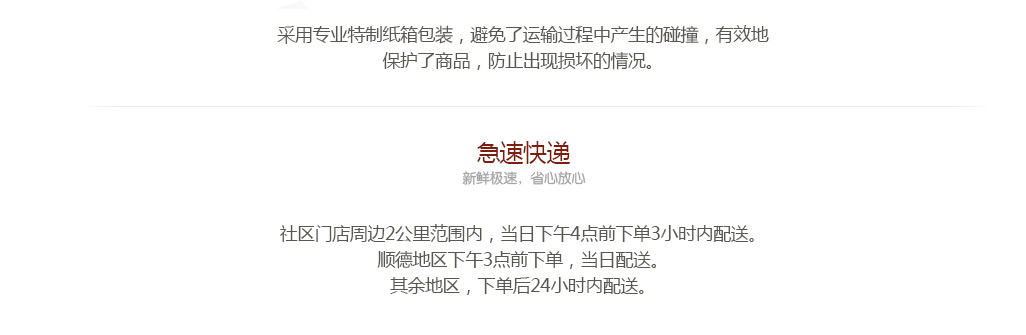 采用专业特制纸箱包装，避免了运输过程中产生的碰撞，有效地
保护了商品，防止出现损坏的情况。
急速快递
新鲜极速，省心放心
社区门店周边2公里范围内，当日下午4点前下单3小时内配送。
顺德地区下午3点前下单，当日配送。
其余地区，下单后24小时内配送。